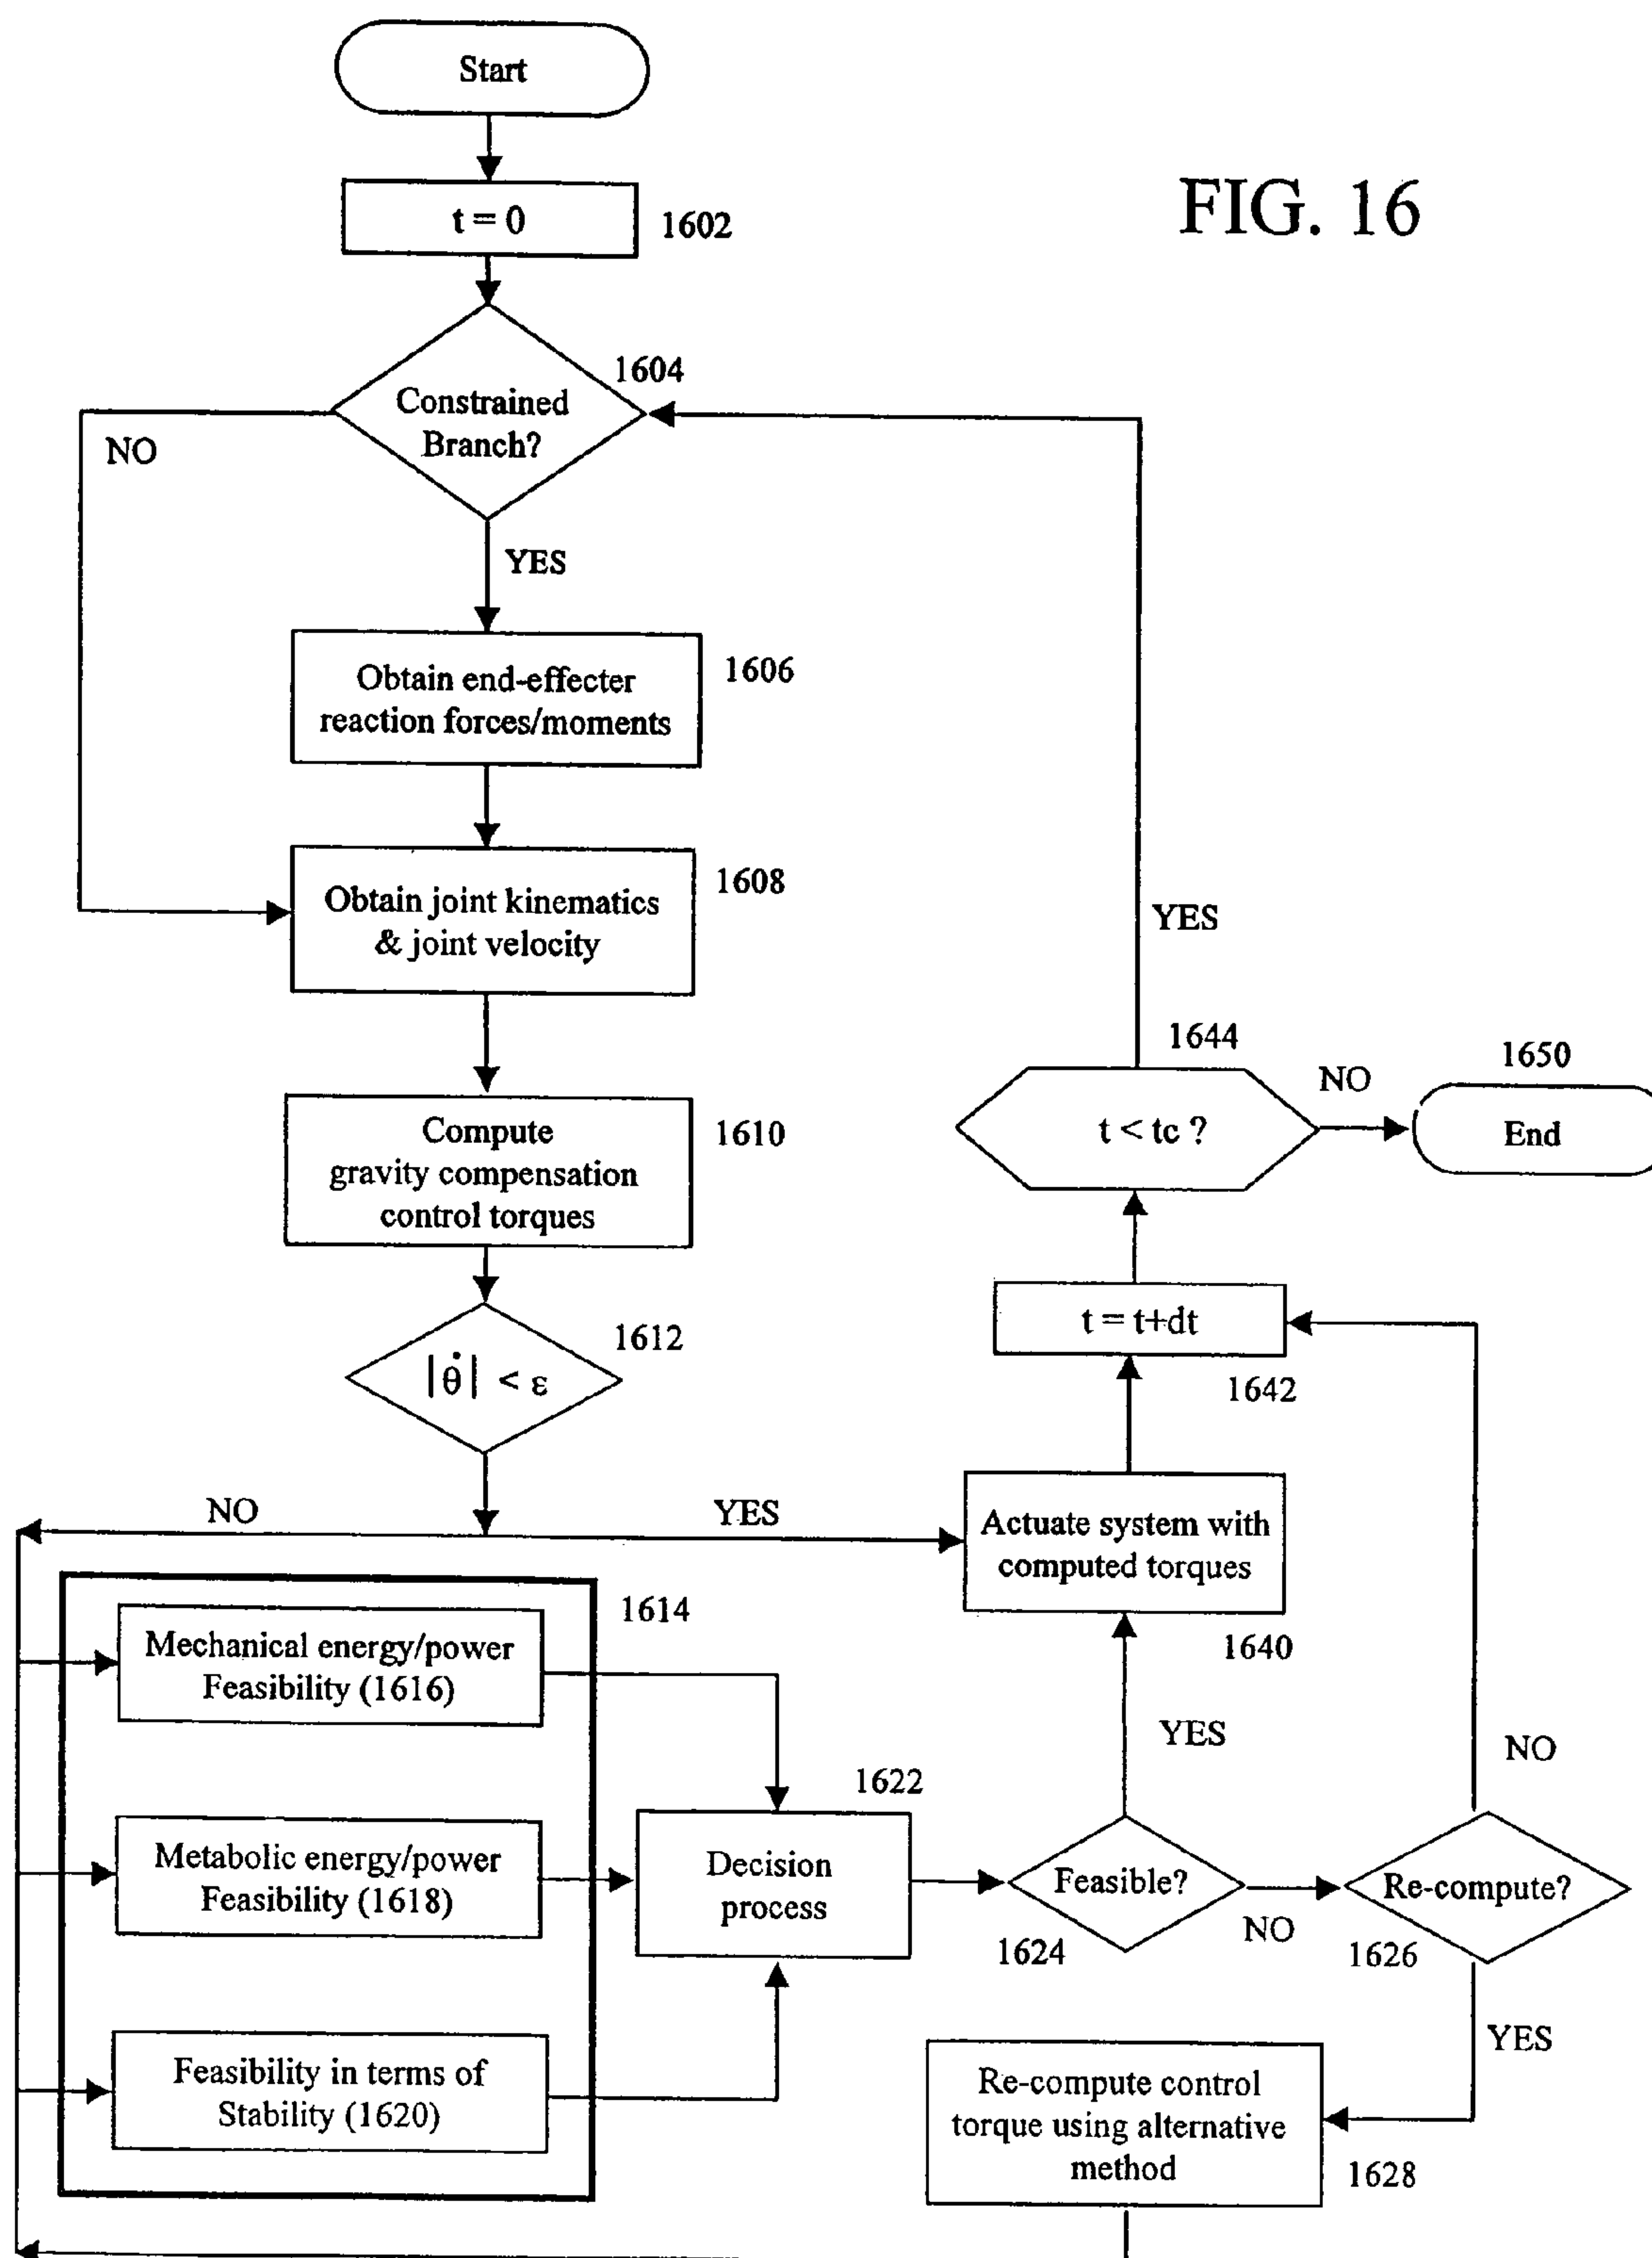 Start
FIG. 16
t = 0
1602
1604
Constrained
Branch?
NO
YES
Obtain end-effecter
reaction forces/moments
1606
Obtain joint kinematics
& joint velocity
1608
YES
Compute
gravity compensation
control torques
1610
1644
t < tc ?
NO
1650
End
|θ̇| < ε
1612
t = t+dt
1642
NO
YES
Actuate system with
computed torques
1640
1614
Mechanical energy/power
Feasibility (1616)
YES
NO
1622
Metabolic energy/power
Feasibility (1618)
Decision
process
Feasible?
1624
NO
Re-compute?
1626
YES
Feasibility in terms of
Stability (1620)
Re-compute control
torque using alternative
method
1628